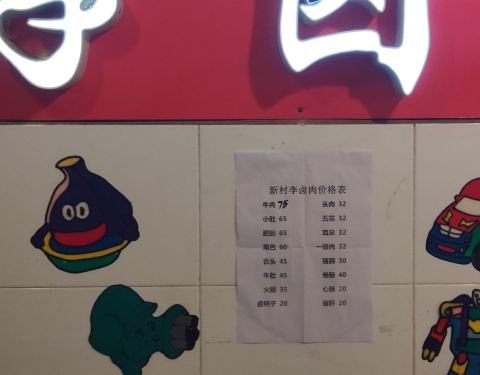 李 卤
新村李卤肉价格表
牛肉 75 头肉 32
小肚 65 五花 32
肥肠 65 耳朵 32
尾巴 60 一级肉 32
舌头 45 猪蹄 30
牛肚 45 卷肠 40
火腿 35 心肺 20
卤鸭子 20 猪肝 20